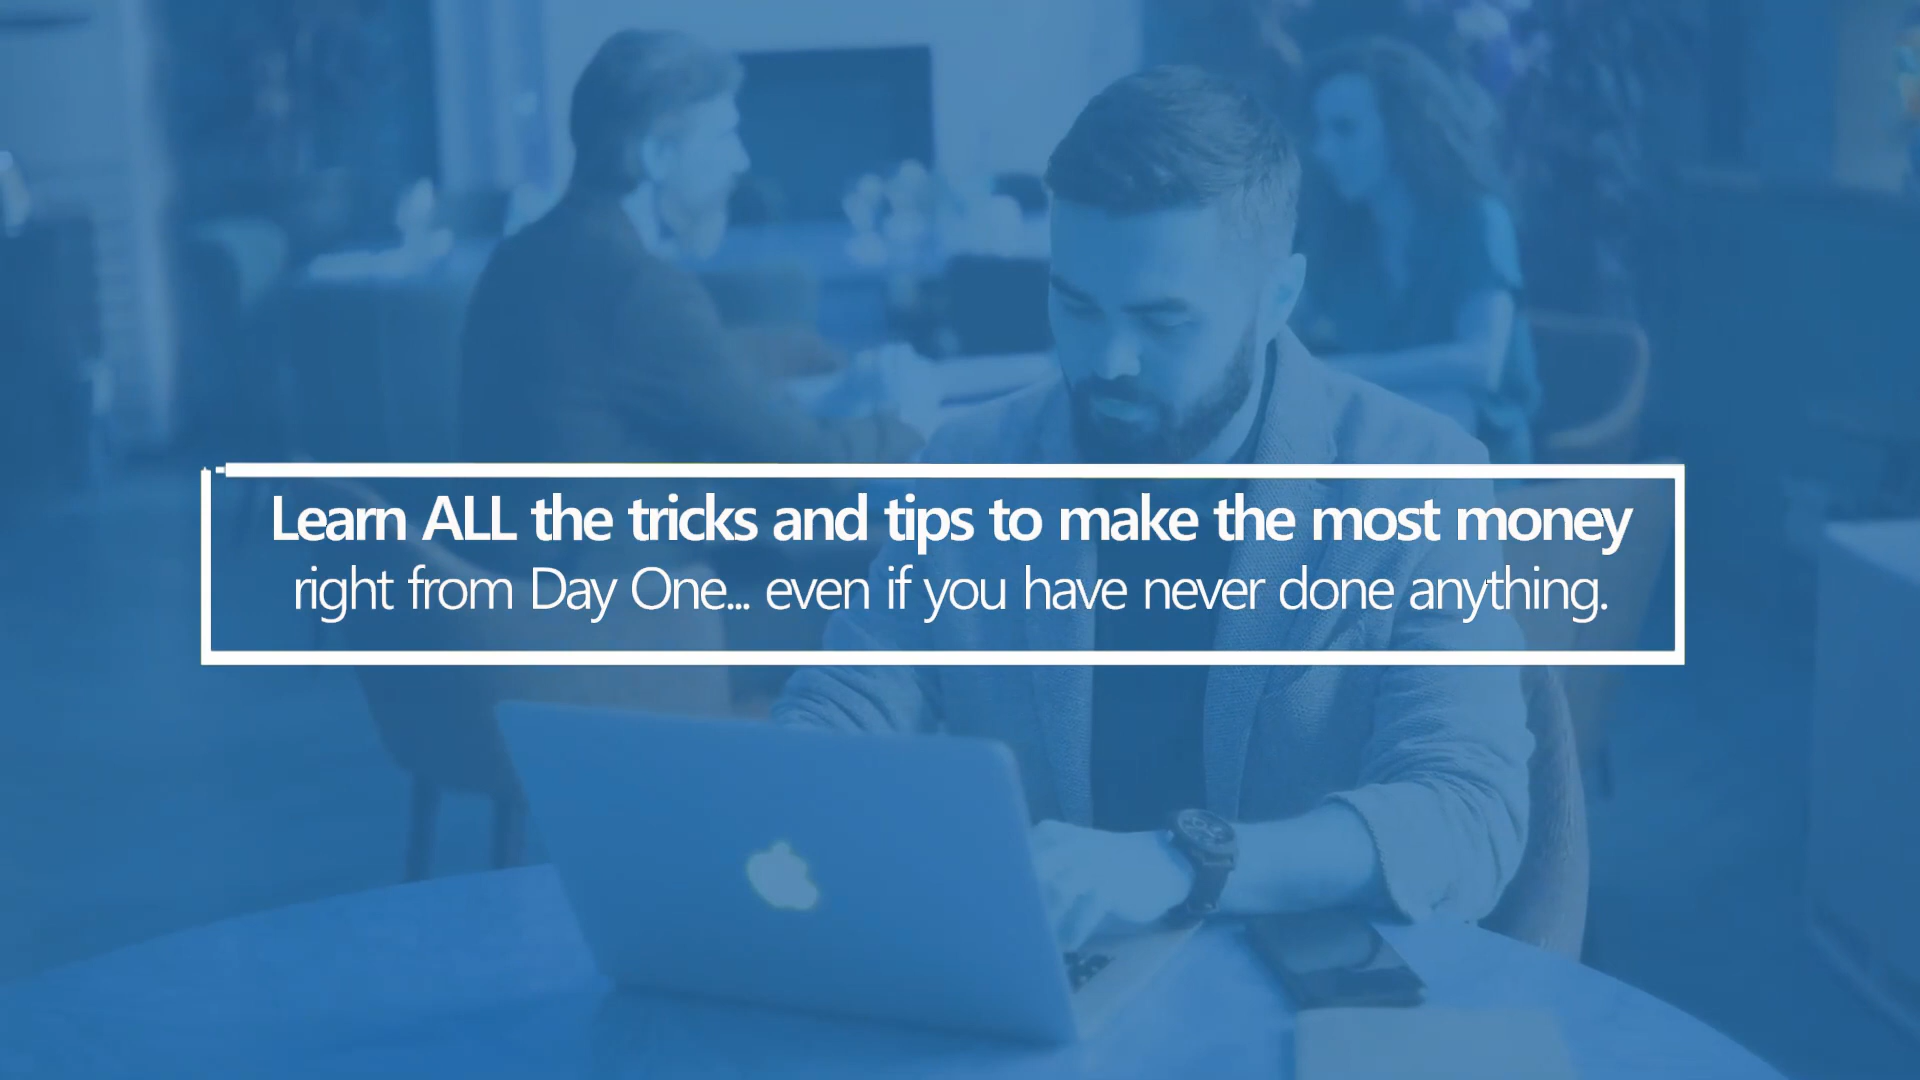 Learn ALL the tricks and tips to make the most money
right from Day One... even if you have never done anything.